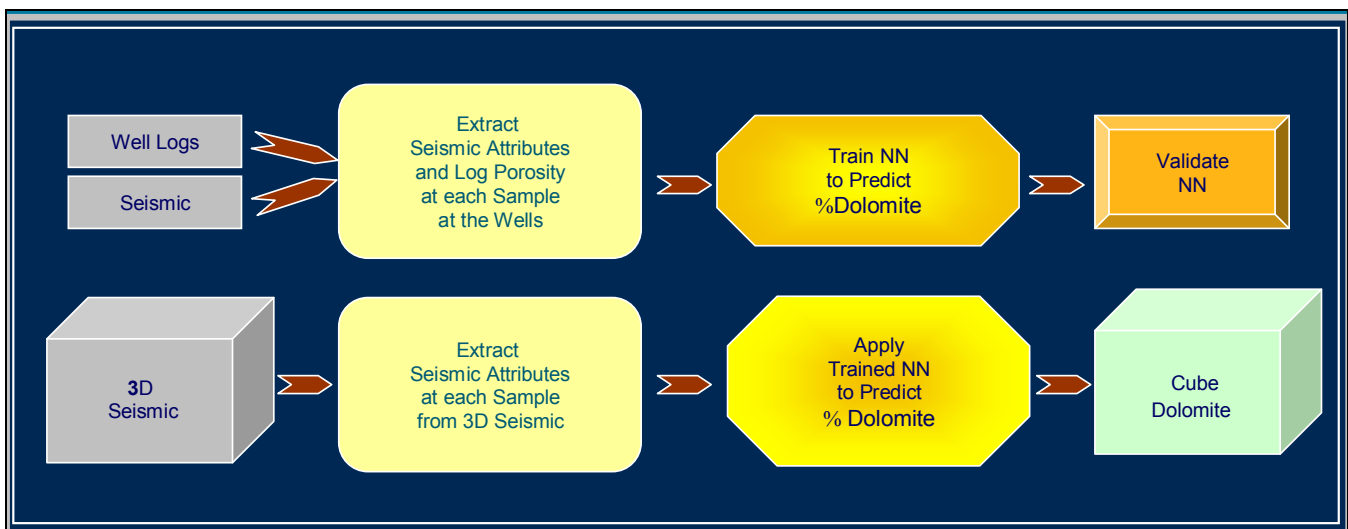 Well Logs
Seismic
Extract
Seismic Attributes
and Log Porosity
at each Sample
at the Wells
Train NN
to Predict
%Dolomite
Validate
NN
3D
Seismic
Extract
Seismic Attributes
at each Sample
from 3D Seismic
Apply
Trained NN
to Predict
% Dolomite
Cube
Dolomite